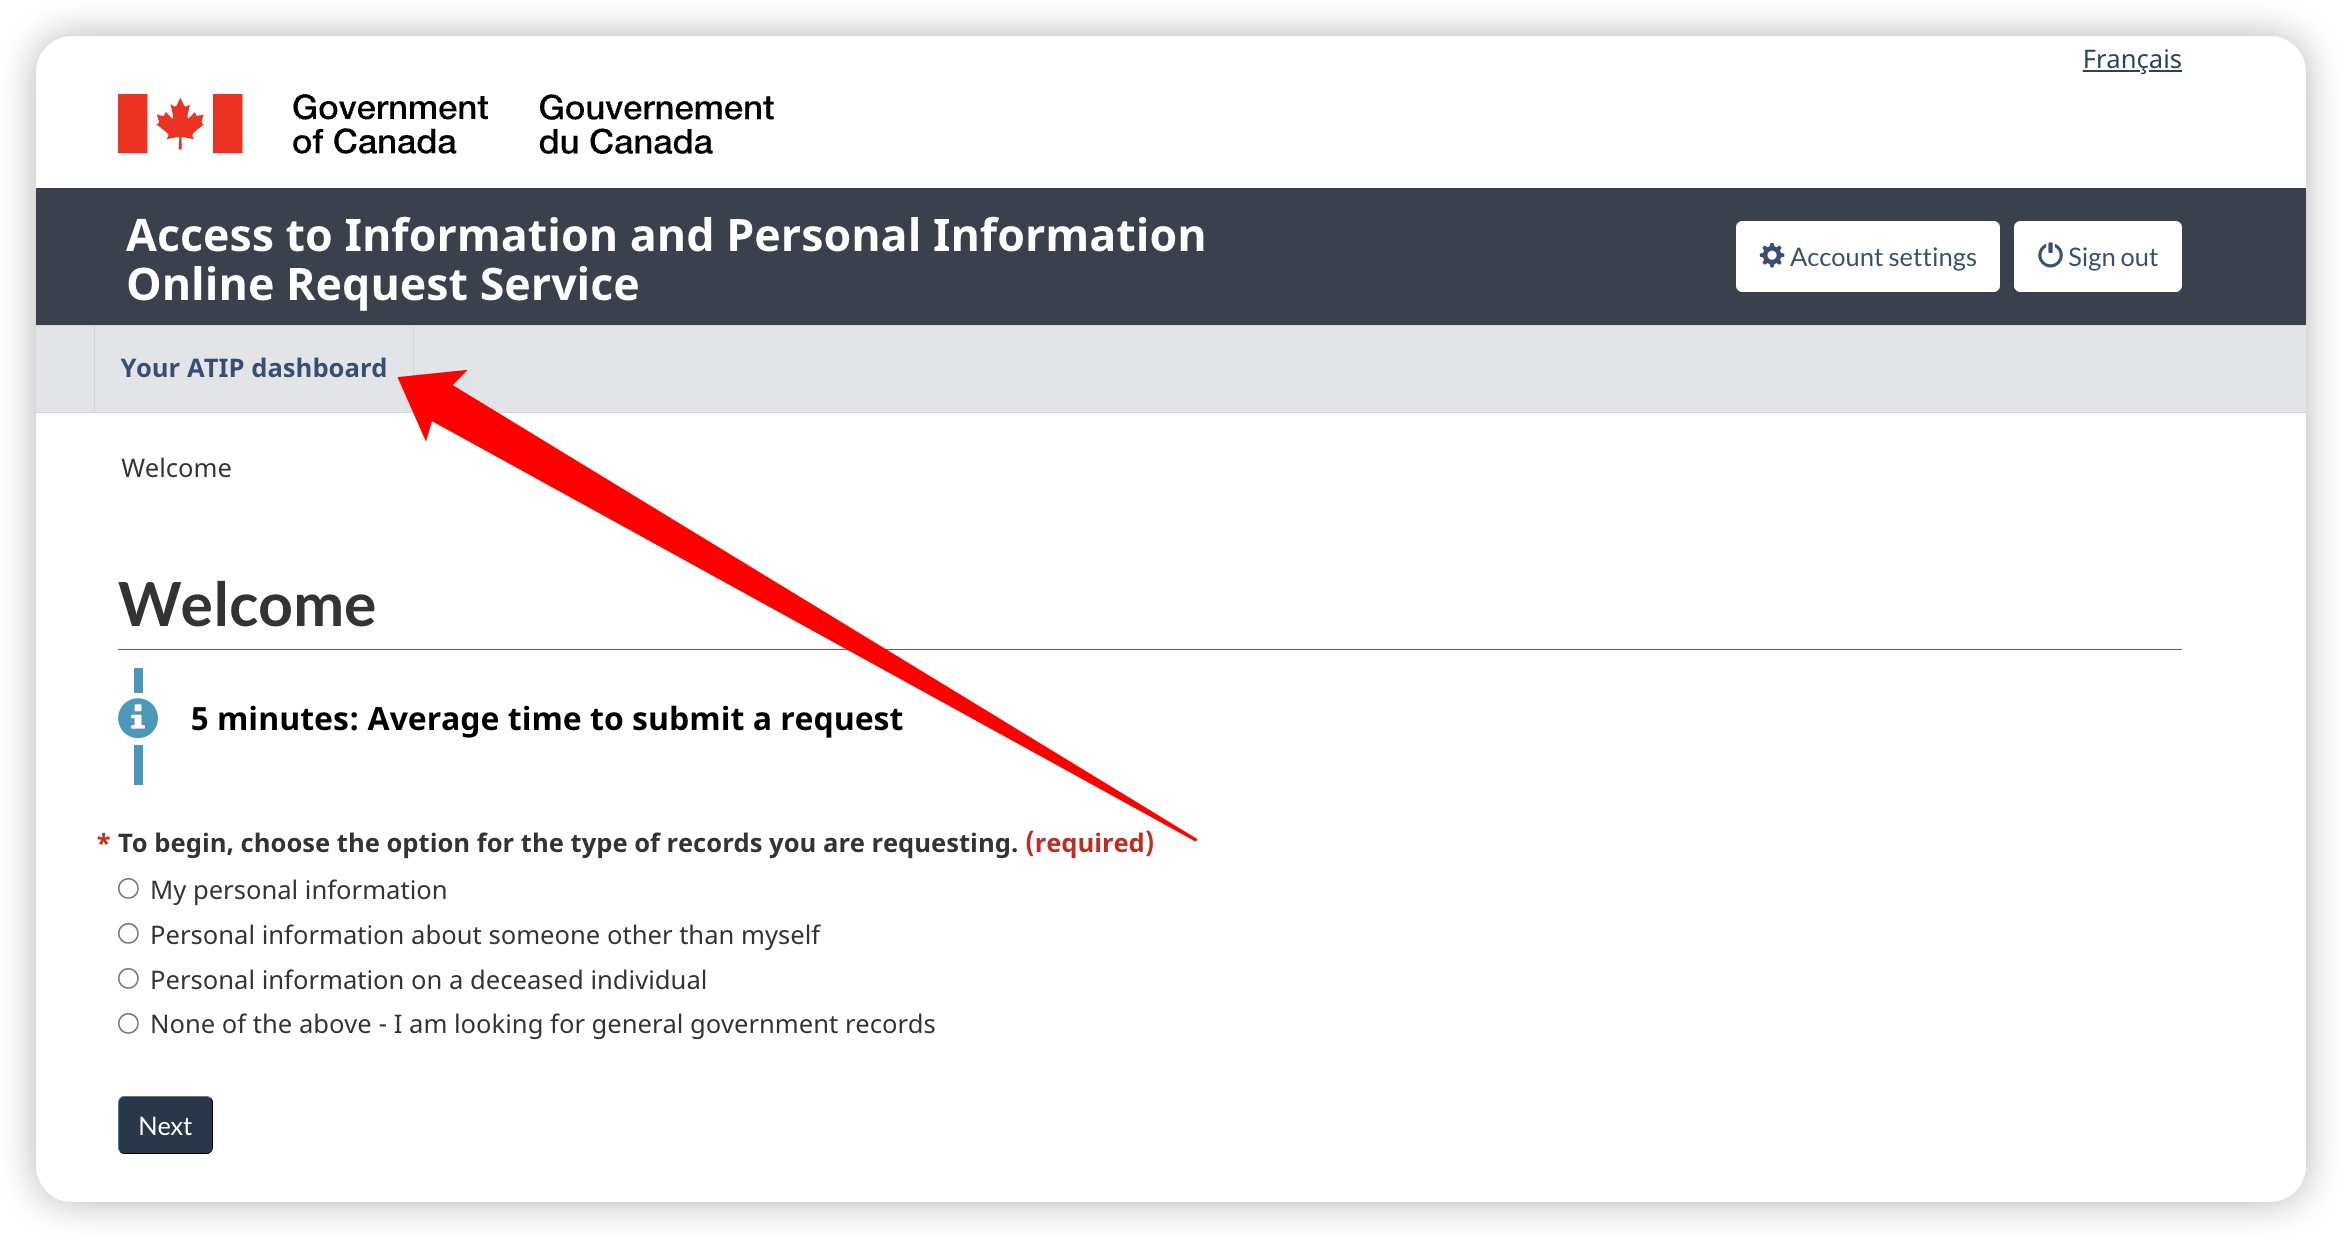 Français
Government
of Canada
Gouvernement
du Canada
Access to Information and Personal Information
Online Request Service
Account settings
Sign out
Your ATIP dashboard
Welcome
Welcome
5 minutes: Average time to submit a request
* To begin, choose the option for the type of records you are requesting. (required)
My personal information
Personal information about someone other than myself
Personal information on a deceased individual
None of the above - I am looking for general government records
Next